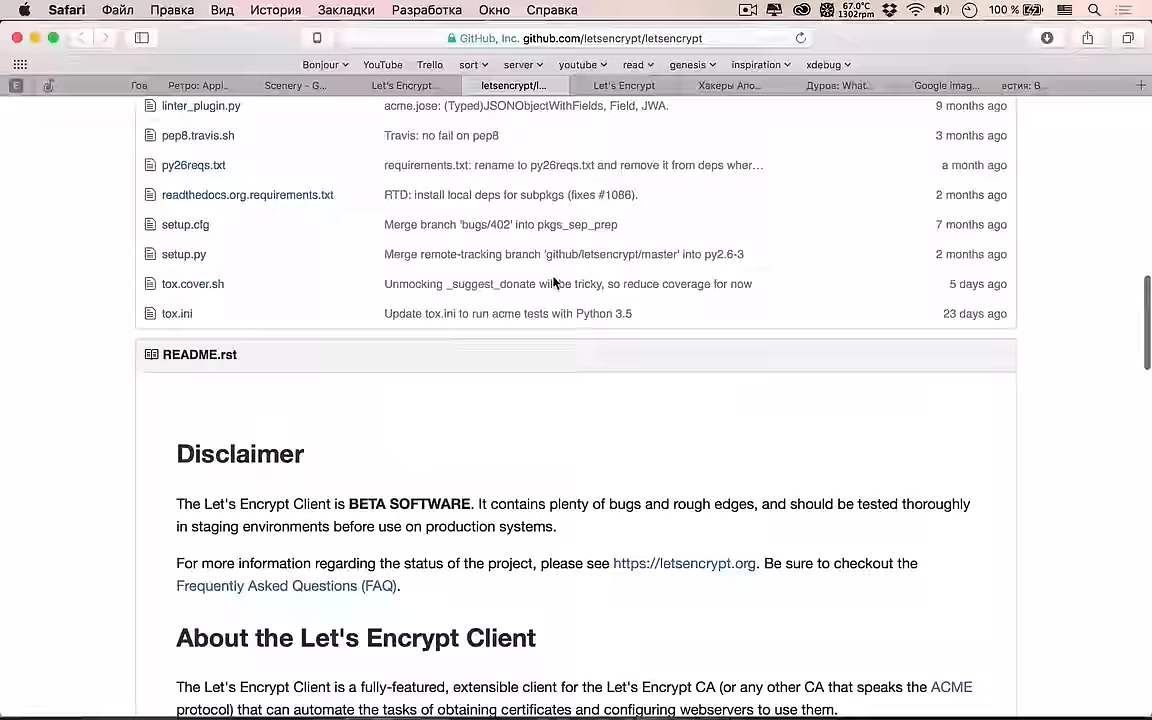 Safari Файл Правка Вид История Закладки Разработка Окно Справка 67.0°C 1302rpm 100 %
GitHub, Inc. github.com/letsencrypt/letsencrypt
Bonjour YouTube Trello sort server youtube read genesis inspiration xdebug
Гов Ретро: Appl... Scenery – G... Let's Encrypt... letsencrypt/l... Let's Encrypt Хакеры Апо... Дуров: What... Google Imag... естия: В...
linter_plugin.py acme.jose: (Typed)JSONObjectWithFields, Field, JWA. 9 months ago
pep8.travis.sh Travis: no fail on pep8 3 months ago
py26reqs.txt requirements.txt: rename to py26reqs.txt and remove it from deps wher… a month ago
readthedocs.org.requirements.txt RTD: install local deps for subpkgs (fixes #1086). 2 months ago
setup.cfg Merge branch 'bugs/402' into pkgs_sep_prep 7 months ago
setup.py Merge remote-tracking branch 'github/letsencrypt/master' into py2.6-3 2 months ago
tox.cover.sh Unmocking _suggest_donate will be tricky, so reduce coverage for now 5 days ago
tox.ini Update tox.ini to run acme tests with Python 3.5 23 days ago
README.rst
Disclaimer
The Let's Encrypt Client is BETA SOFTWARE. It contains plenty of bugs and rough edges, and should be tested thoroughly
in staging environments before use on production systems.
For more information regarding the status of the project, please see https://letsencrypt.org. Be sure to checkout the
Frequently Asked Questions (FAQ).
About the Let's Encrypt Client
The Let's Encrypt Client is a fully-featured, extensible client for the Let's Encrypt CA (or any other CA that speaks the ACME
protocol) that can automate the tasks of obtaining certificates and configuring webservers to use them.